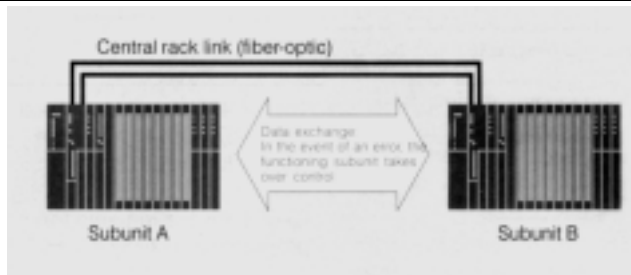 Central rack link (fiber-optic)
Data exchange
In the event of an error, the
functioning subunit takes
over control
Subunit A
Subunit B